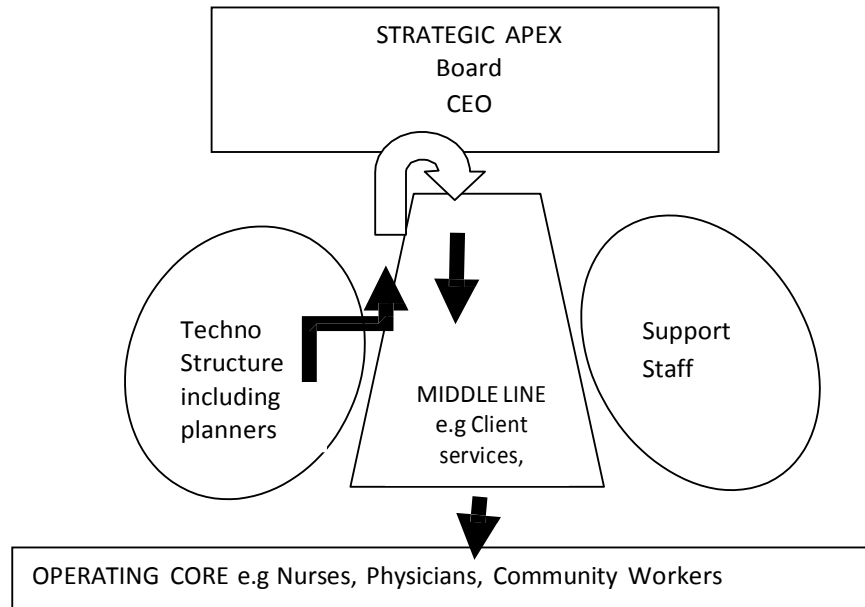 STRATEGIC APEX
Board
CEO
Techno
Structure
including
planners
MIDDLE LINE
e.g Client
services,
Support
Staff
OPERATING CORE e.g Nurses, Physicians, Community Workers